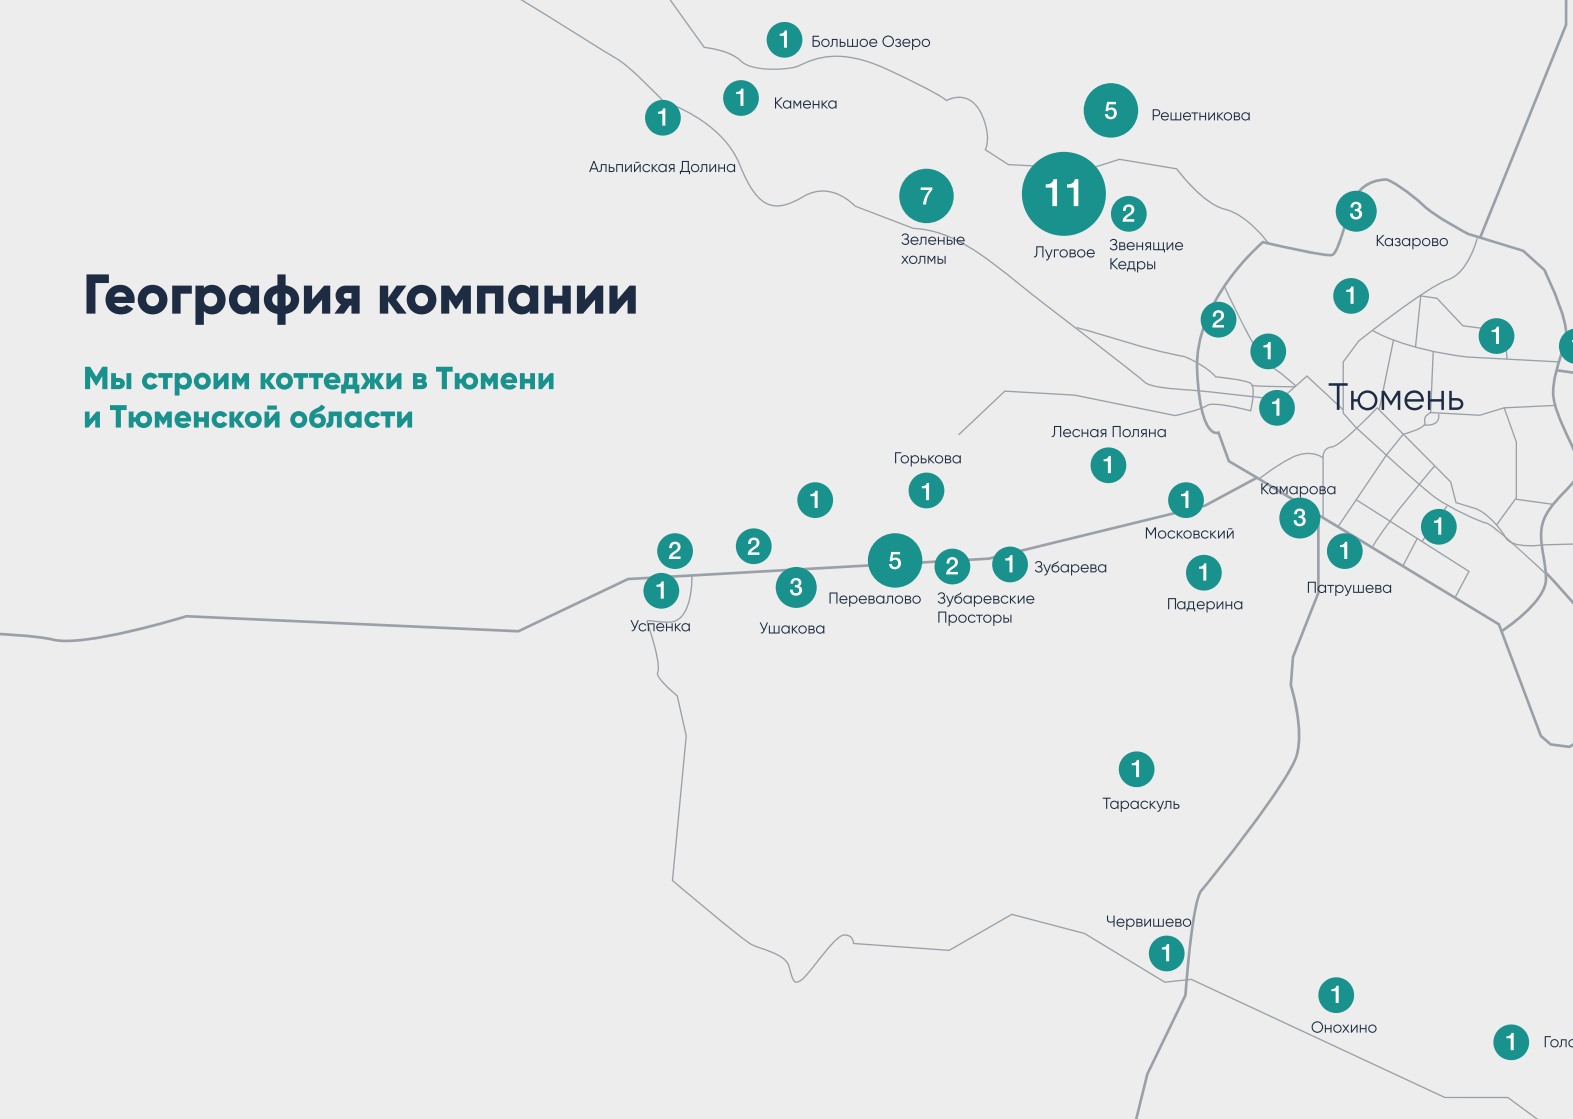 География компании
Мы строим коттеджи в Тюмени
и Тюменской области
1
Большое Озеро
1
Каменка
1
Альпийская Долина
5
Решетникова
7
Зеленые
холмы
11
Луговое
2
Звенящие
Кедры
3
Казарово
1
2
1
1
1
Тюмень
Лесная Поляна
1
Горькова
1
1
1
Московский
Камарова
3
1
1
Патрушева
2
2
1
Успенка
3
Ушакова
5
Перевалово
2
Зубаревские
Просторы
1
Зубарева
1
Падерина
1
Тараскуль
Червишево
1
1
Онохино
1